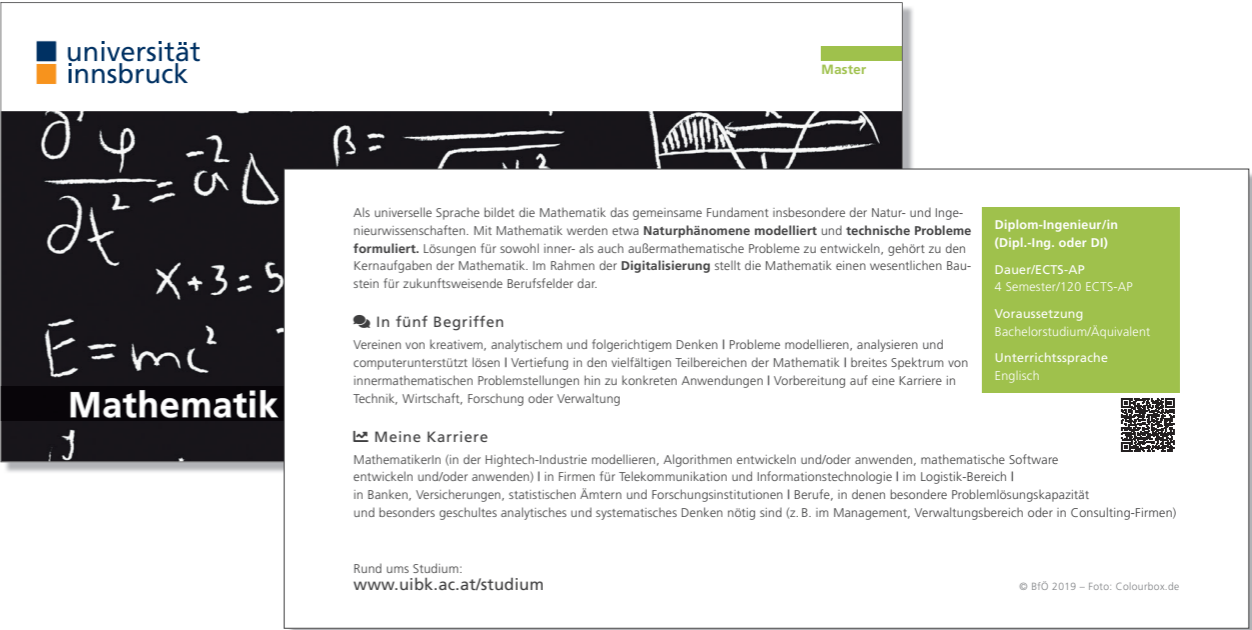 universität
innsbruck
Master
∂²φ
∂t²
= a⁻²Δ
β =
x+3=5
E=mc²
Mathematik
y
Als universelle Sprache bildet die Mathematik das gemeinsame Fundament insbesondere der Natur- und Inge-
nieurwissenschaften. Mit Mathematik werden etwa Naturphänomene modelliert und technische Probleme
formuliert. Lösungen für sowohl inner- als auch außermathematische Probleme zu entwickeln, gehört zu den
Kernaufgaben der Mathematik. Im Rahmen der Digitalisierung stellt die Mathematik einen wesentlichen Bau-
stein für zukunftsweisende Berufsfelder dar.
In fünf Begriffen
Vereinen von kreativem, analytischem und folgerichtigem Denken I Probleme modellieren, analysieren und
computerunterstützt lösen I Vertiefung in den vielfältigen Teilbereichen der Mathematik I breites Spektrum von
innermathematischen Problemstellungen hin zu konkreten Anwendungen I Vorbereitung auf eine Karriere in
Technik, Wirtschaft, Forschung oder Verwaltung
Meine Karriere
MathematikerIn (in der Hightech-Industrie modellieren, Algorithmen entwickeln und/oder anwenden, mathematische Software
entwickeln und/oder anwenden) I in Firmen für Telekommunikation und Informationstechnologie I im Logistik-Bereich I
in Banken, Versicherungen, statistischen Ämtern und Forschungsinstitutionen I Berufe, in denen besondere Problemlösungskapazität
und besonders geschultes analytisches und systematisches Denken nötig sind (z. B. im Management, Verwaltungsbereich oder in Consulting-Firmen)
Diplom-Ingenieur/in
(Dipl.-Ing. oder DI)
Dauer/ECTS-AP
4 Semester/120 ECTS-AP
Voraussetzung
Bachelorstudium/Äquivalent
Unterrichtssprache
Englisch
Rund ums Studium:
www.uibk.ac.at/studium
© BfÖ 2019 – Foto: Colourbox.de